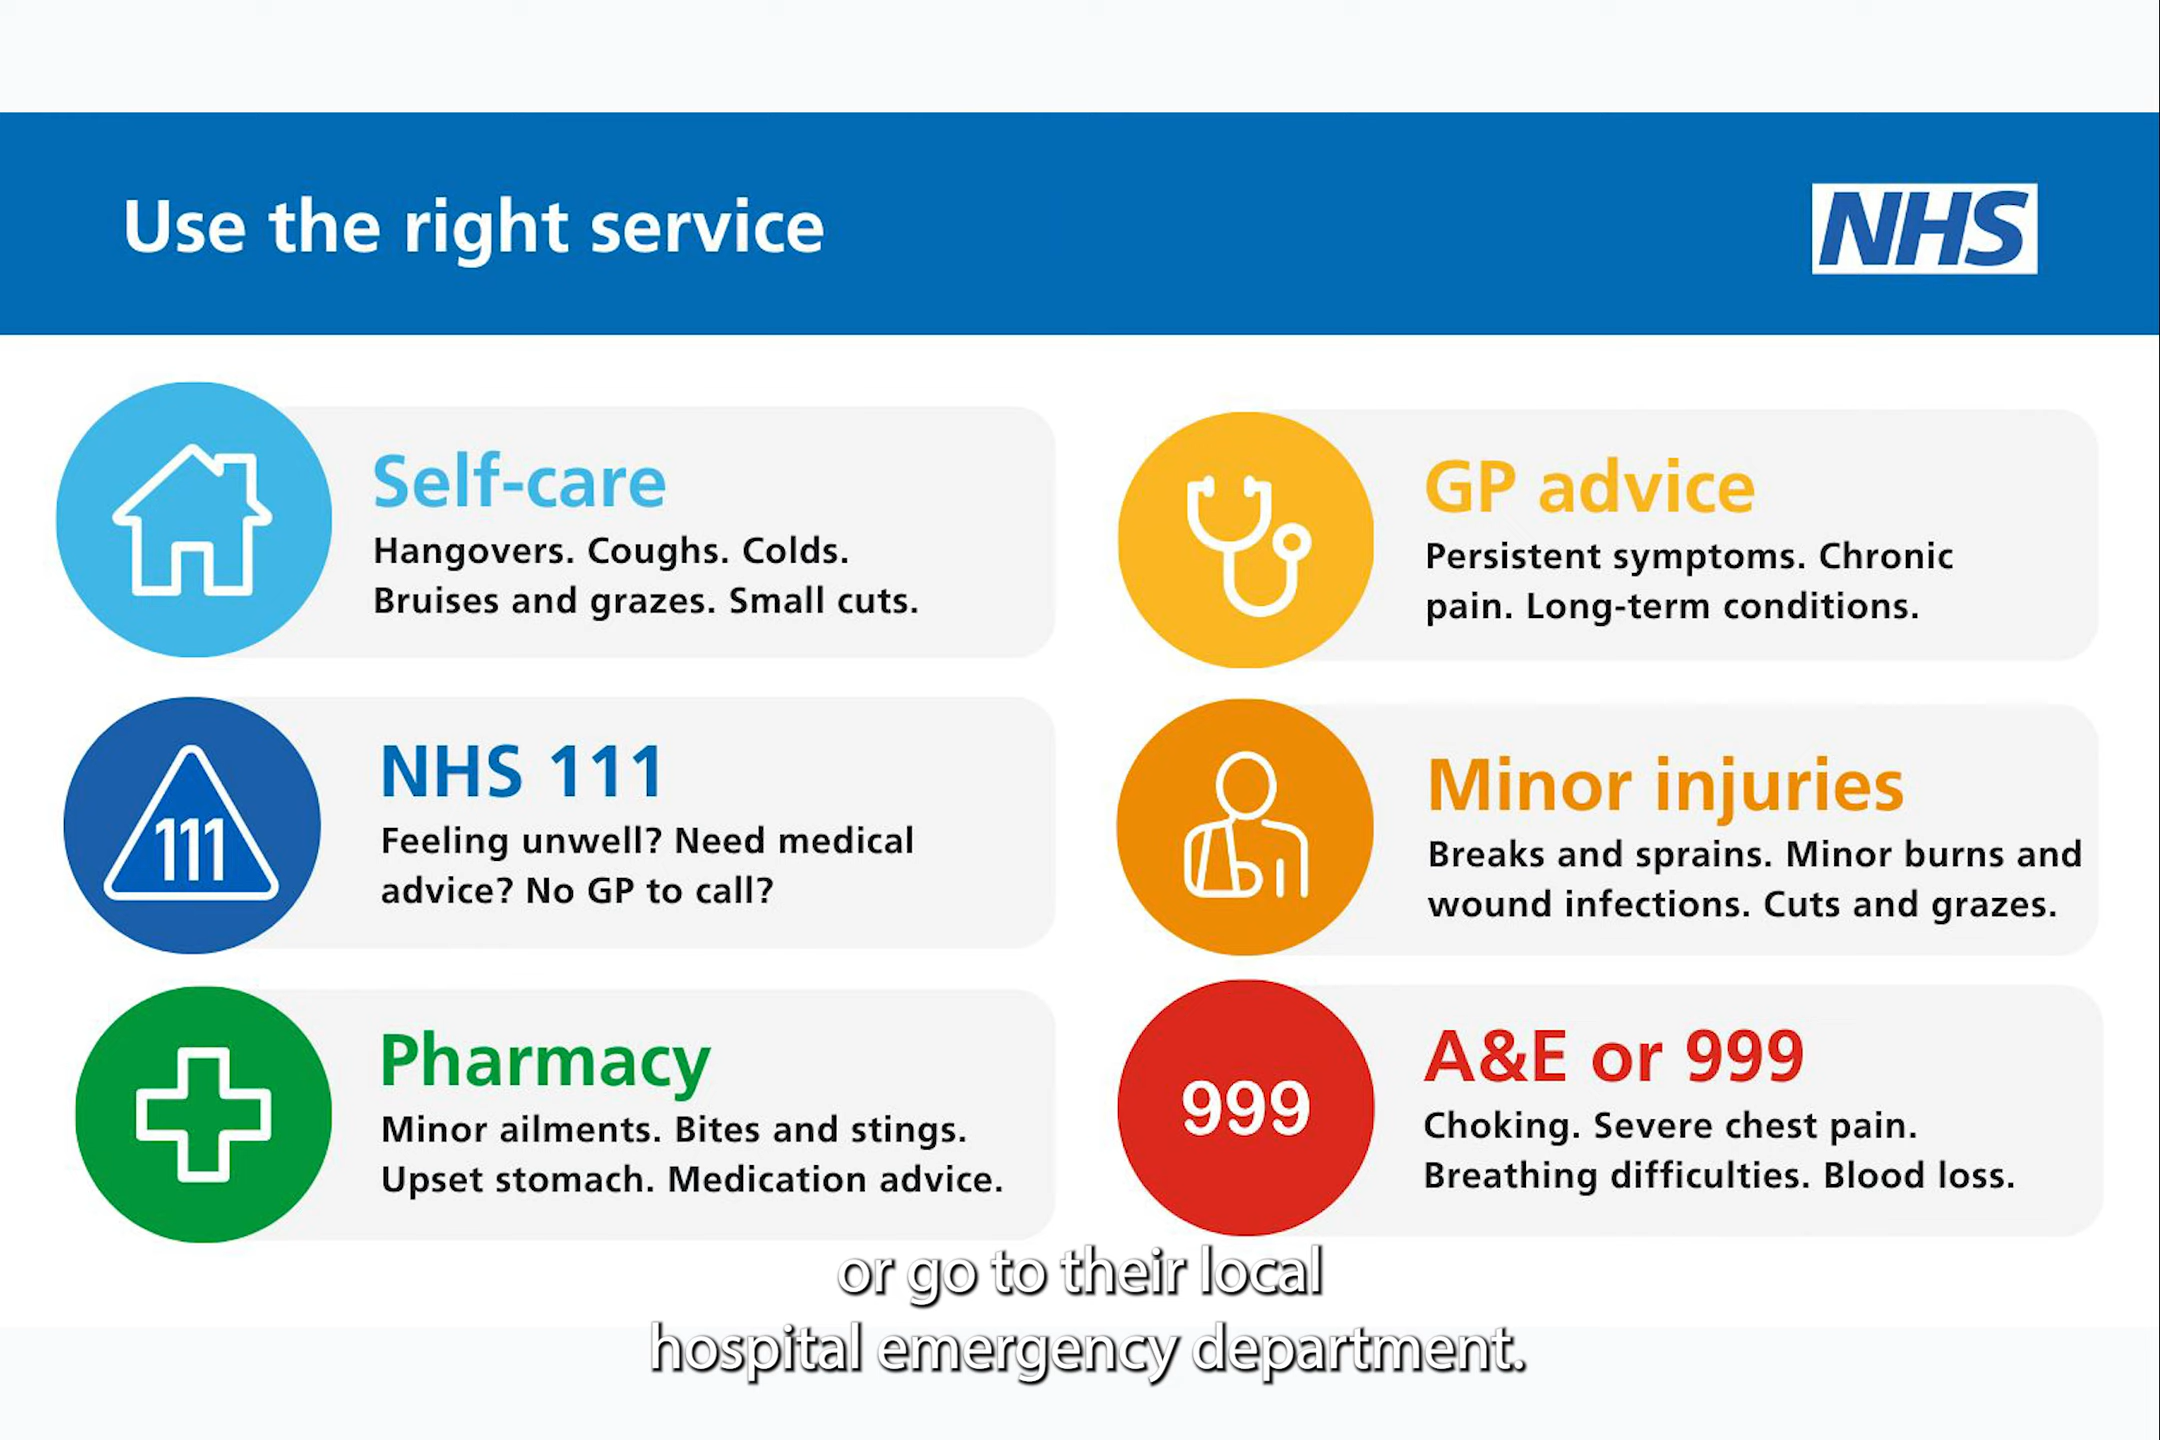 Use the right service
NHS
Self-care
Hangovers. Coughs. Colds.
Bruises and grazes. Small cuts.
GP advice
Persistent symptoms. Chronic
pain. Long-term conditions.
111
NHS 111
Feeling unwell? Need medical
advice? No GP to call?
Minor injuries
Breaks and sprains. Minor burns and
wound infections. Cuts and grazes.
Pharmacy
Minor ailments. Bites and stings.
Upset stomach. Medication advice.
999
A&E or 999
Choking. Severe chest pain.
Breathing difficulties. Blood loss.
or go to their local
hospital emergency department.